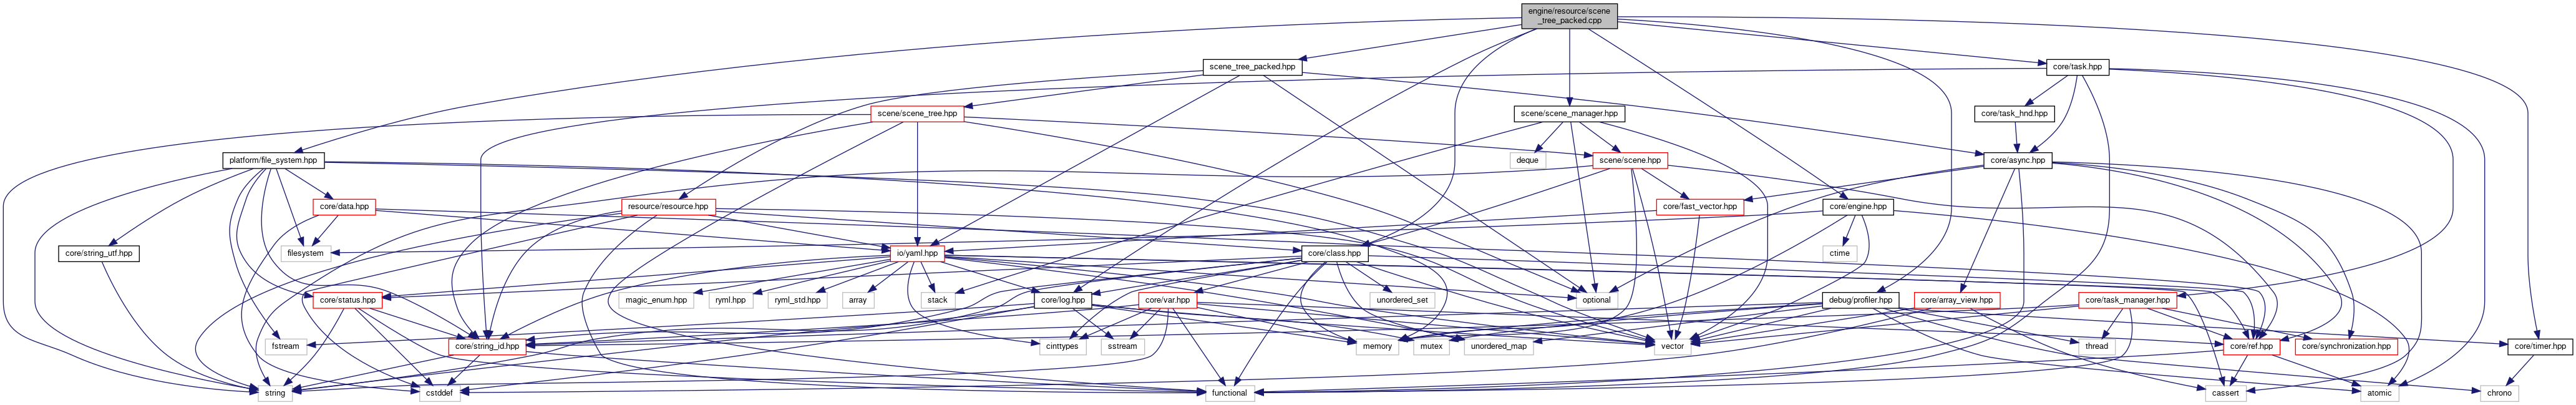 engine/resource/scene
_tree_packed.cpp
scene_tree_packed.hpp
core/task.hpp
scene/scene_tree.hpp
scene/scene_manager.hpp
core/task_hnd.hpp
platform/file_system.hpp
deque
scene/scene.hpp
core/async.hpp
core/data.hpp
resource/resource.hpp
core/fast_vector.hpp
core/engine.hpp
core/string_utf.hpp
filesystem
io/yaml.hpp
core/class.hpp
ctime
core/status.hpp
magic_enum.hpp
ryml.hpp
ryml_std.hpp
array
stack
core/log.hpp
core/var.hpp
unordered_set
optional
debug/profiler.hpp
core/array_view.hpp
core/task_manager.hpp
fstream
core/string_id.hpp
cinttypes
sstream
memory
mutex
unordered_map
vector
thread
core/ref.hpp
core/synchronization.hpp
core/timer.hpp
string
cstddef
functional
cassert
atomic
chrono